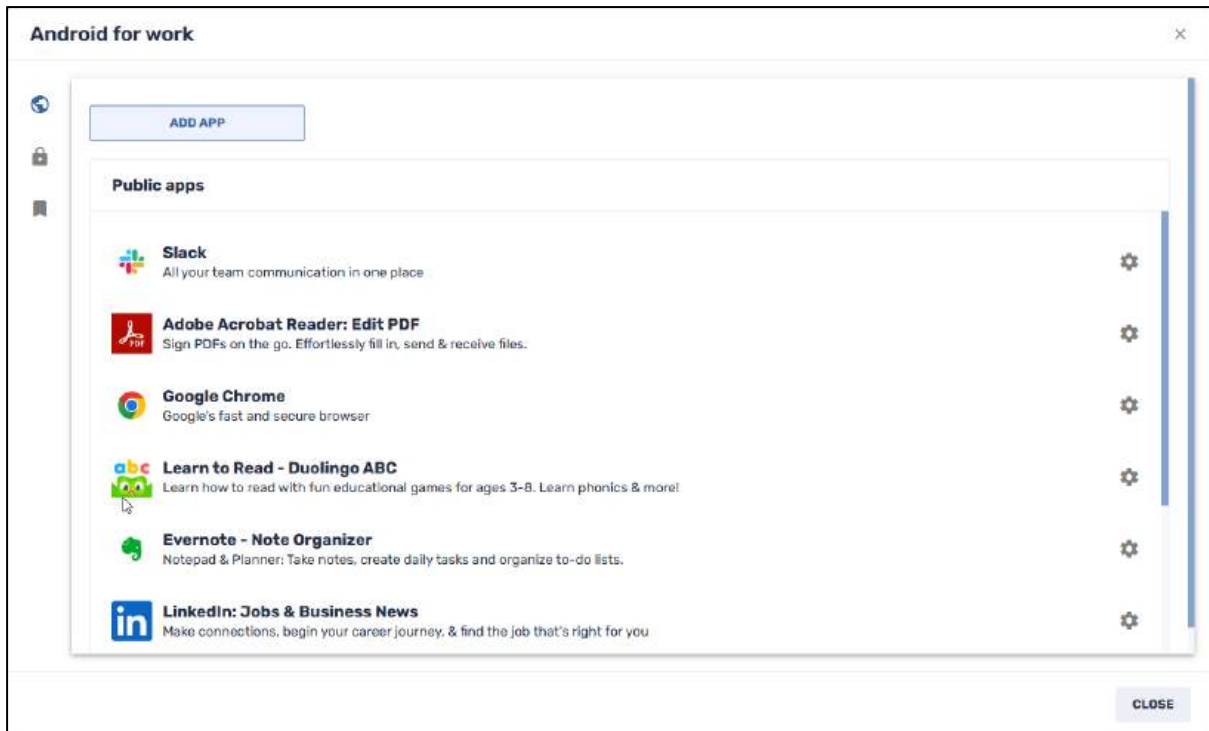 Android for work
ADD APP
Public apps
Slack
All your team communication in one place
Adobe Acrobat Reader: Edit PDF
Sign PDFs on the go. Effortlessly fill in, send & receive files.
PDF
Google Chrome
Google's fast and secure browser
abc
Learn to Read - Duolingo ABC
Learn how to read with fun educational games for ages 3-8. Learn phonics & more!
Evernote - Note Organizer
Notepad & Planner: Take notes, create daily tasks and organize to-do lists.
in
LinkedIn: Jobs & Business News
Make connections, begin your career journey, & find the job that's right for you
CLOSE